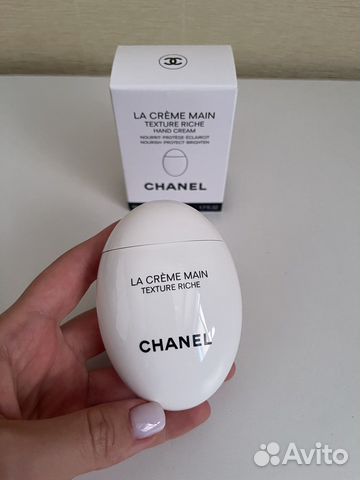 LA CRÈME MAIN
TEXTURE RICHE
HAND CREAM
NOURRIT-PROTÈGE-ÉCLAIRCIT
NOURISH-PROTECT-BRIGHTEN
CHANEL
LA CRÈME MAIN
TEXTURE RICHE
CHANEL
Avito